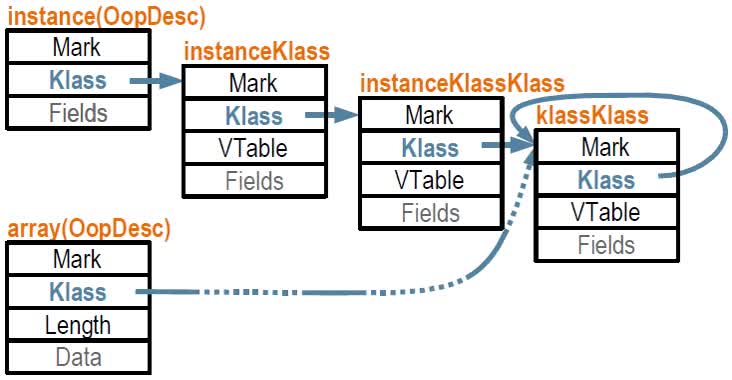 instance(OopDesc)
Mark
Klass
Fields
instanceKlass
Mark
Klass
VTable
Fields
instanceKlassKlass
Mark
Klass
VTable
Fields
klassKlass
Mark
Klass
VTable
Fields
array(OopDesc)
Mark
Klass
Length
Data